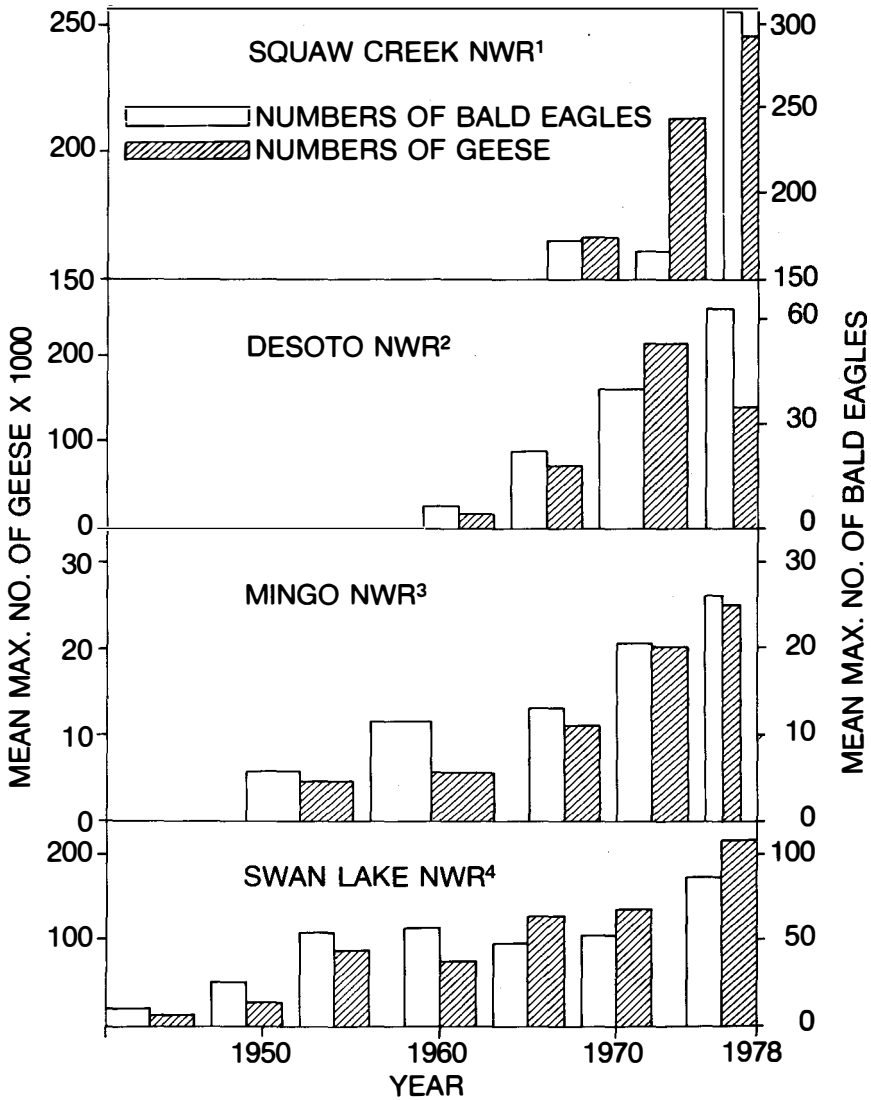 MEAN MAX. NO. OF GEESE X 1000
MEAN MAX. NO. OF BALD EAGLES
SQUAW CREEK NWR¹
NUMBERS OF BALD EAGLES
NUMBERS OF GEESE
250
200
150
300
250
200
150
DESOTO NWR²
200
100
0
60
30
0
MINGO NWR³
30
20
10
0
30
20
10
0
SWAN LAKE NWR⁴
200
100
100
50
0
1950 1960 1970 1978
YEAR